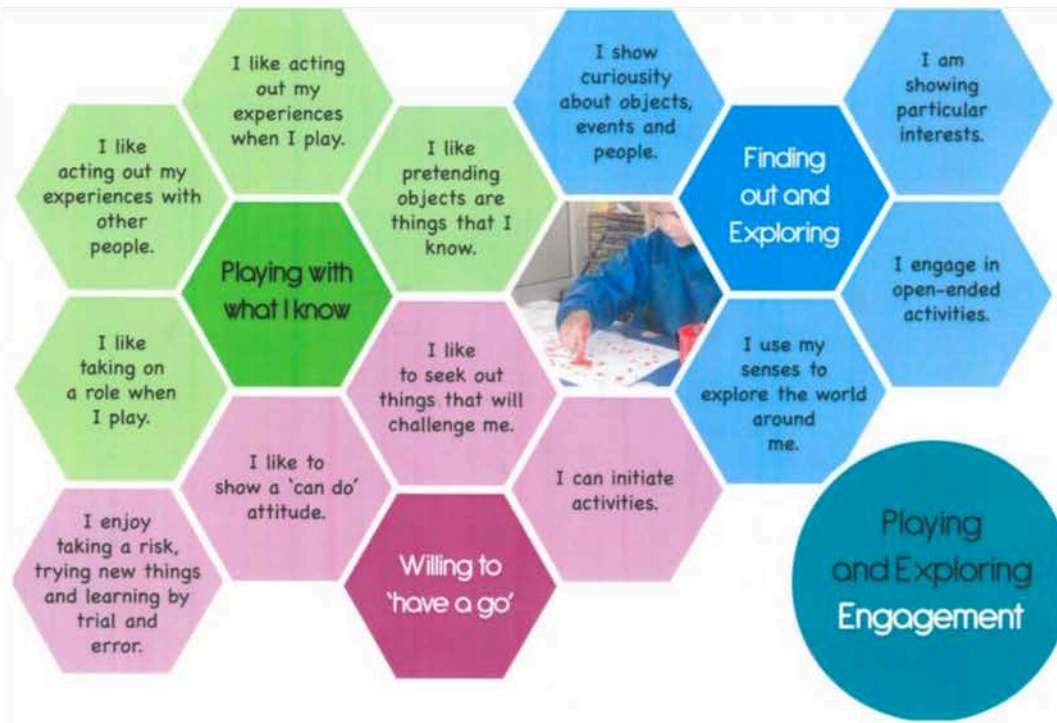 I like acting
out my
experiences
when I play.
I like
acting out my
experiences with
other
people.
I like
pretending
objects are
things that I
know.
Playing with
what I know
I like
taking on
a role when
I play.
I show
curiousity
about objects,
events and
people.
Finding
out and
Exploring
I am
showing
particular
interests.
I engage in
open-ended
activities.
I use my
senses to
explore the world
around
me.
I like
to seek out
things that will
challenge me.
I like to
show a 'can do'
attitude.
I can initiate
activities.
I enjoy
taking a risk,
trying new things
and learning by
trial and
error.
Willing to
'have a go'
Playing
and Exploring
Engagement